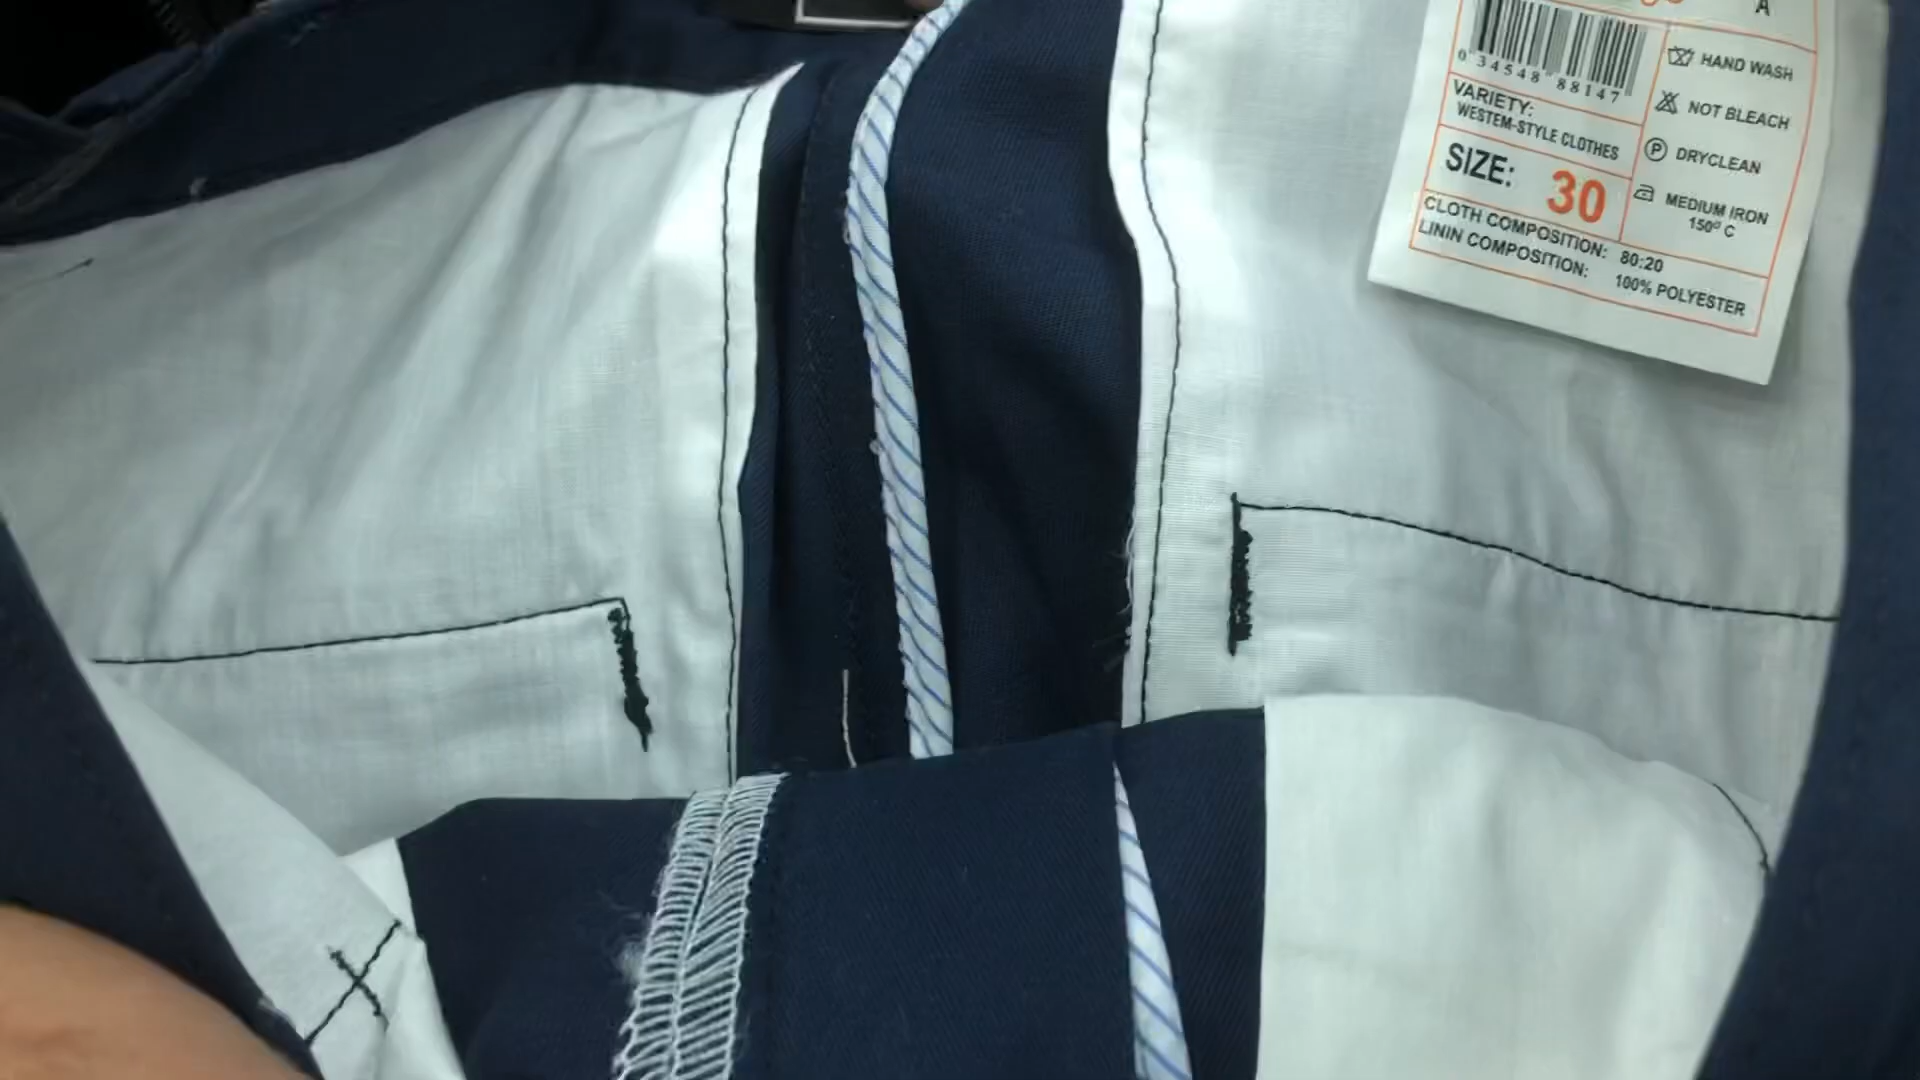 A
0 34548 88147
HAND WASH
NOT BLEACH
P DRYCLEAN
MEDIUM IRON
150° C
VARIETY:
WESTEM-STYLE CLOTHES
SIZE: 30
CLOTH COMPOSITION: 80:20
LININ COMPOSITION: 100% POLYESTER